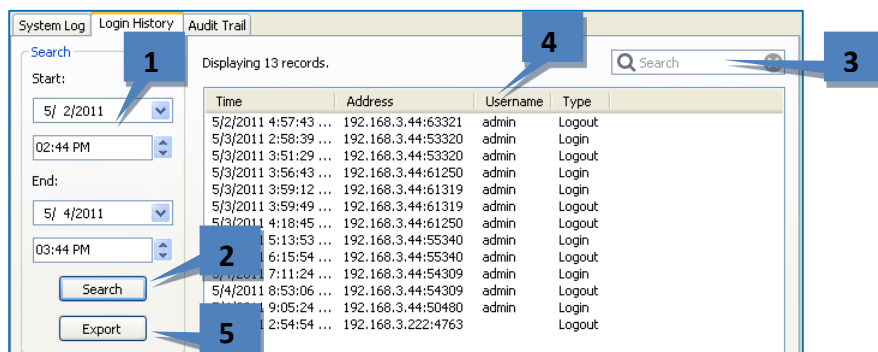 System Log Login History Audit Trail
Search
Start:
5/ 2/2011
02:44 PM
End:
5/ 4/2011
03:44 PM
Search
Export
1
2
3
4
5
Displaying 13 records.
Search
Time Address Username Type
5/2/2011 4:57:43 ... 192.168.3.44:63321 admin Logout
5/3/2011 2:58:39 ... 192.168.3.44:53320 admin Login
5/3/2011 3:51:29 ... 192.168.3.44:53320 admin Logout
5/3/2011 3:56:43 ... 192.168.3.44:61250 admin Login
5/3/2011 3:59:12 ... 192.168.3.44:61319 admin Login
5/3/2011 3:59:49 ... 192.168.3.44:61319 admin Logout
5/3/2011 4:18:45 ... 192.168.3.44:61250 admin Logout
5:13:53 ... 192.168.3.44:55340 admin Login
6:15:54 ... 192.168.3.44:55340 admin Logout
7:11:24 ... 192.168.3.44:54309 admin Login
5/4/2011 8:53:06 ... 192.168.3.44:54309 admin Logout
9:05:24 ... 192.168.3.44:50480 admin Login
2:54:54 ... 192.168.3.222:4763 Logout